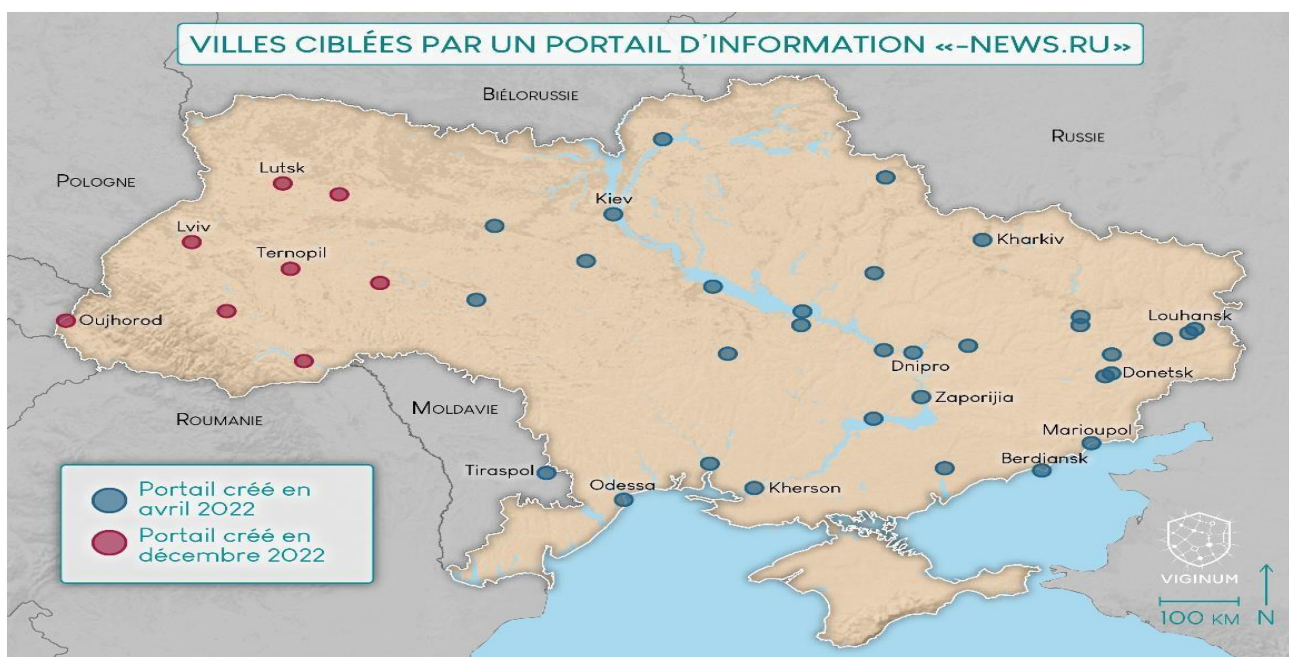 VILLES CIBLÉES PAR UN PORTAIL D'INFORMATION «-NEWS.RU»
BIÉLORUSSIE
RUSSIE
POLOGNE
Lutsk
Kiev
Lviv
Kharkiv
Ternopil
Oujhorod
Louhansk
Dnipro
Donetsk
Zaporijia
ROUMANIE
MOLDAVIE
Marioupol
Berdiansk
Tiraspol
Odessa
Kherson
Portail créé en
avril 2022
Portail créé en
décembre 2022
VIGINUM
100 KM
N